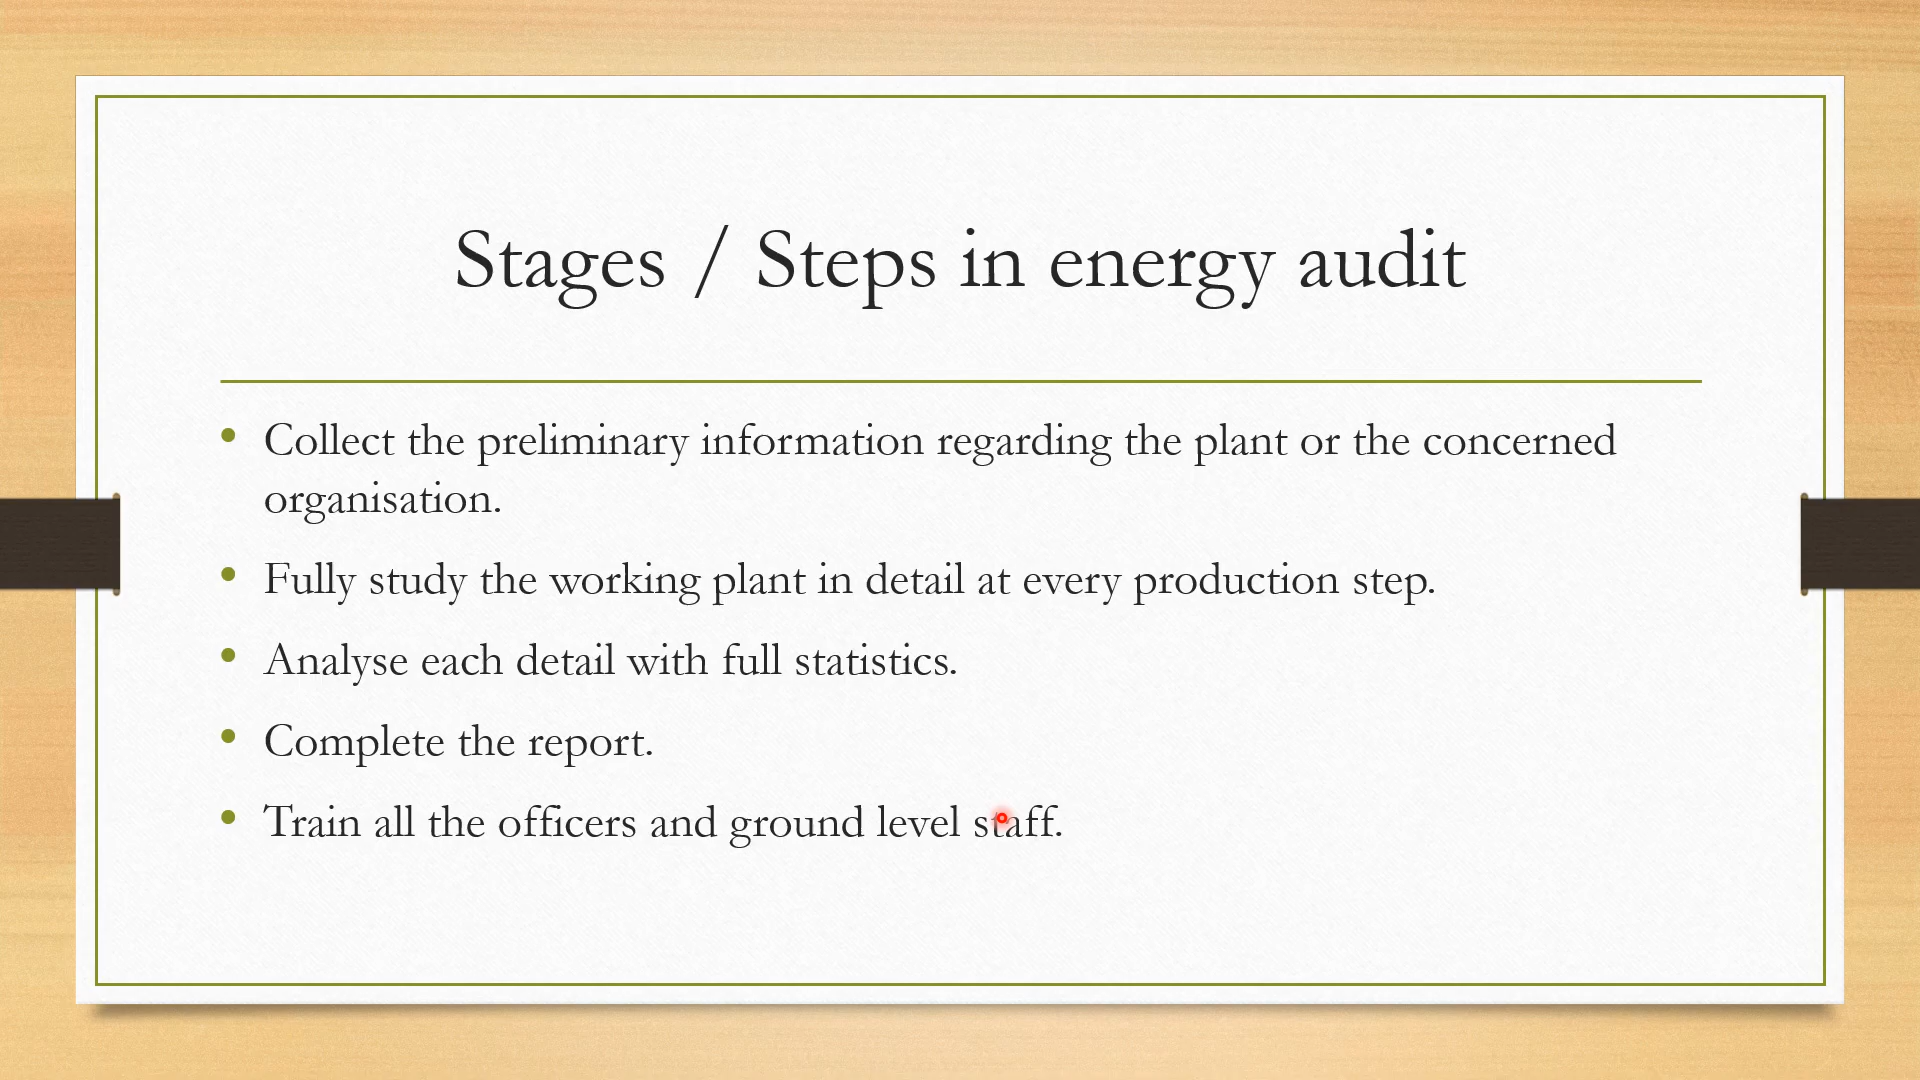 Stages / Steps in energy audit
• Collect the preliminary information regarding the plant or the concerned
organisation.
• Fully study the working plant in detail at every production step.
• Analyse each detail with full statistics.
• Complete the report.
• Train all the officers and ground level staff.